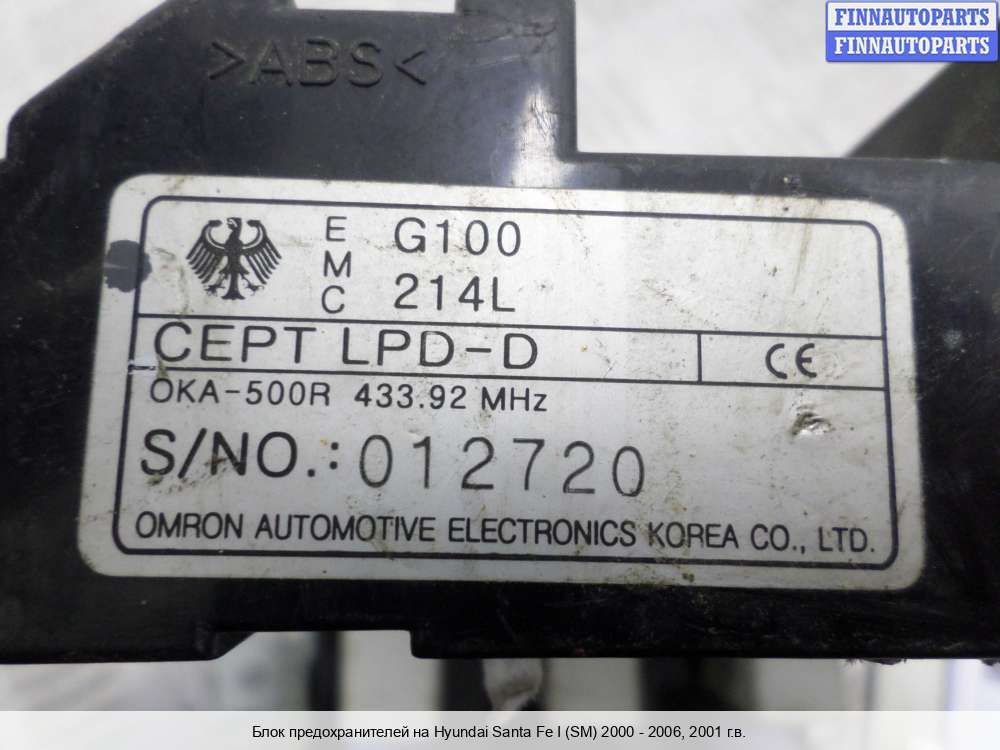 FINNAUTOPARTS
FINNAUTOPARTS
>ABS<
E M C
G100
214L
CEPT LPD-D
CE
OKA-500R 433.92 MHz
S/NO.: 012720
OMRON AUTOMOTIVE ELECTRONICS KOREA CO., LTD.
Блок предохранителей на Hyundai Santa Fe I (SM) 2000 - 2006, 2001 г.в.